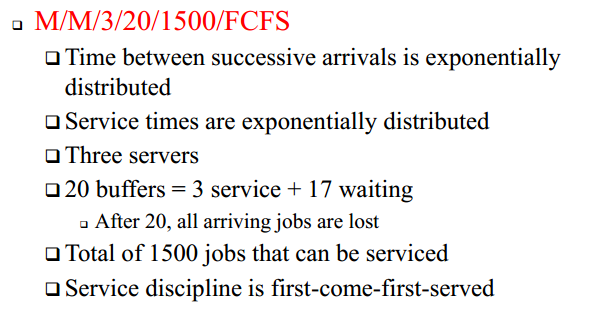 M/M/3/20/1500/FCFS
Time between successive arrivals is exponentially
distributed
Service times are exponentially distributed
Three servers
20 buffers = 3 service + 17 waiting
After 20, all arriving jobs are lost
Total of 1500 jobs that can be serviced
Service discipline is first-come-first-served